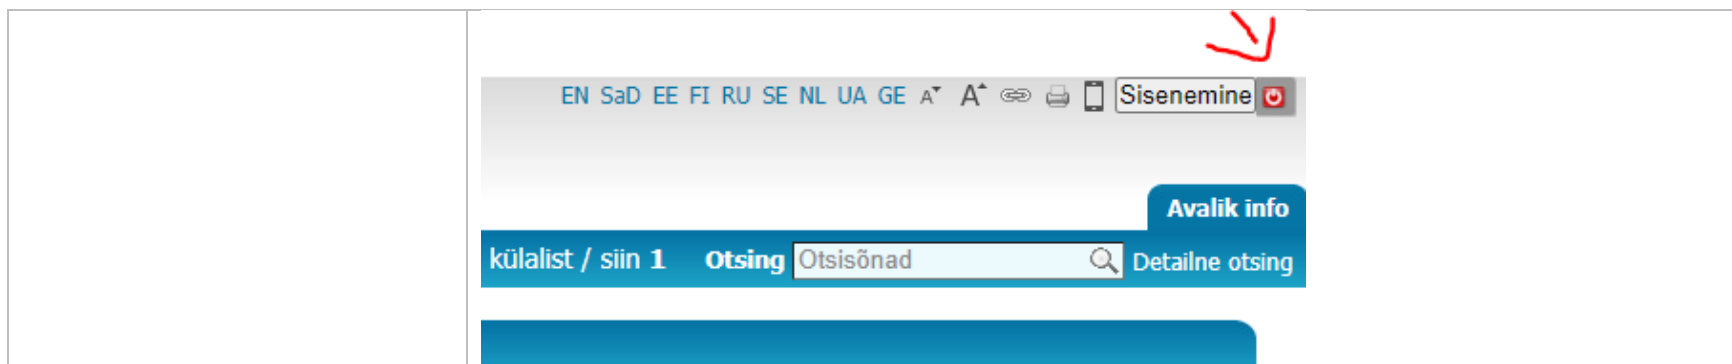 EN SaD EE FI RU SE NL UA GE A A Sisenemine
Avalik info
külalist / siin 1 Otsing Otsisõnad Detailne otsing